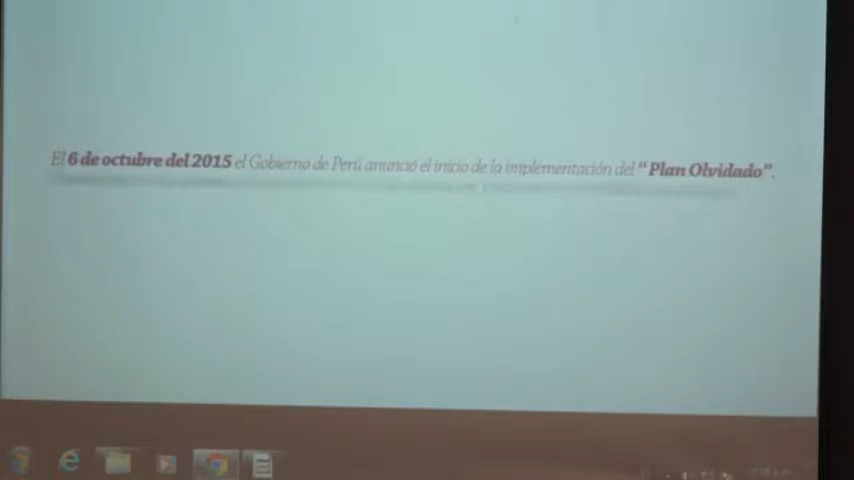 El 6 de octubre del 2015 el Gobierno de Perú anunció el inicio de la implementación del "Plan Olvidado".